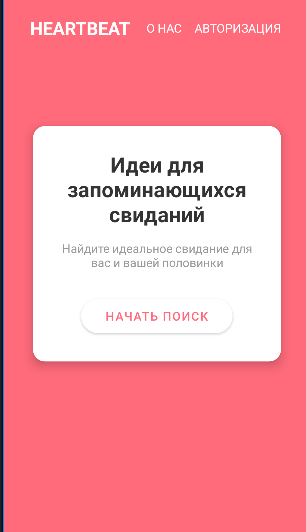 HEARTBEAT О НАС АВТОРИЗАЦИЯ
Идеи для
запоминающихся
свиданий
Найдите идеальное свидание для
вас и вашей половинки
НАЧАТЬ ПОИСК